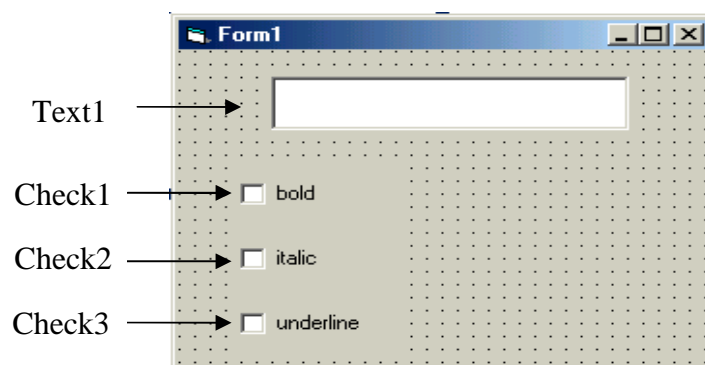 Form1
Text1
Check1 bold
Check2 italic
Check3 underline